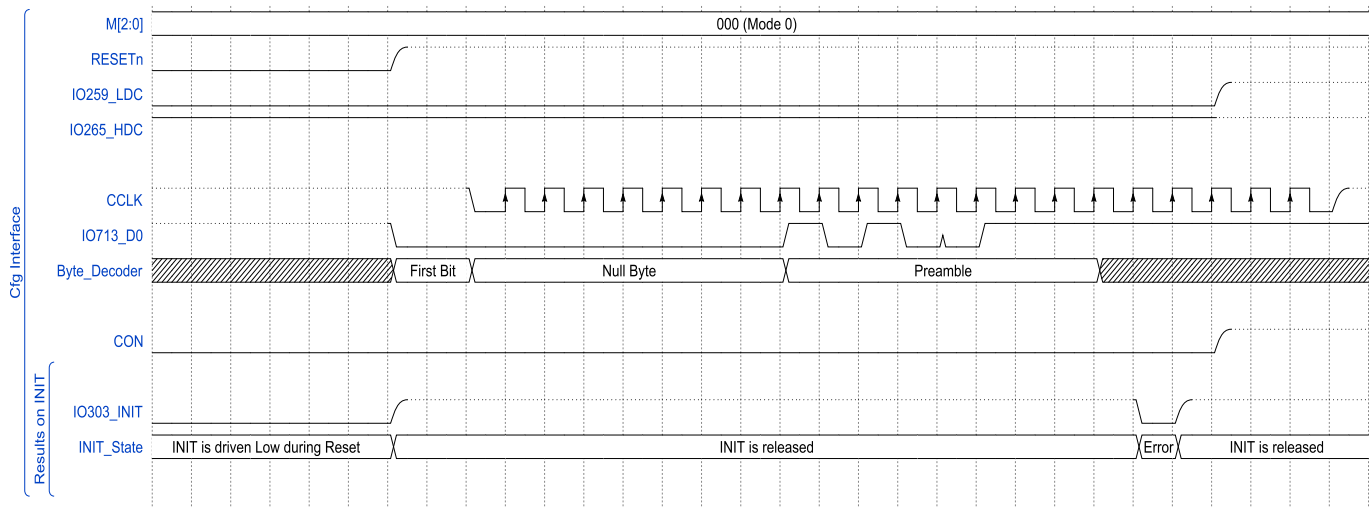 M[2:0]
000 (Mode 0)
RESETn
IO259_LDC
IO265_HDC
CCLK
IO713_D0
Byte_Decoder
First Bit
Null Byte
Preamble
CON
IO303_INIT
INIT_State
INIT is driven Low during Reset
INIT is released
Error
INIT is released
Cfg Interface
Results on INIT